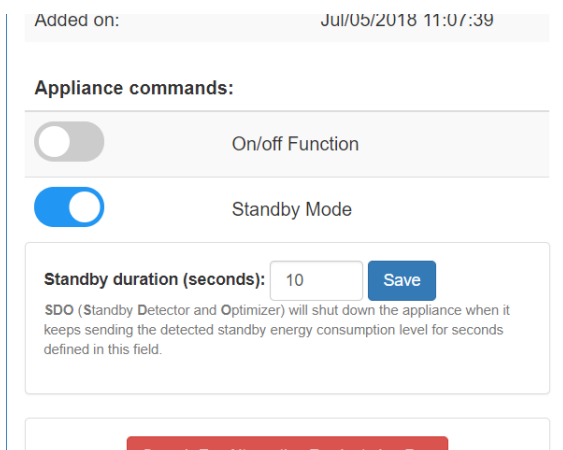 Added on: Jul/05/2018 11:07:39
Appliance commands:
On/off Function
Standby Mode
Standby duration (seconds): 10 Save
SDO (Standby Detector and Optimizer) will shut down the appliance when it
keeps sending the detected standby energy consumption level for seconds
defined in this field.